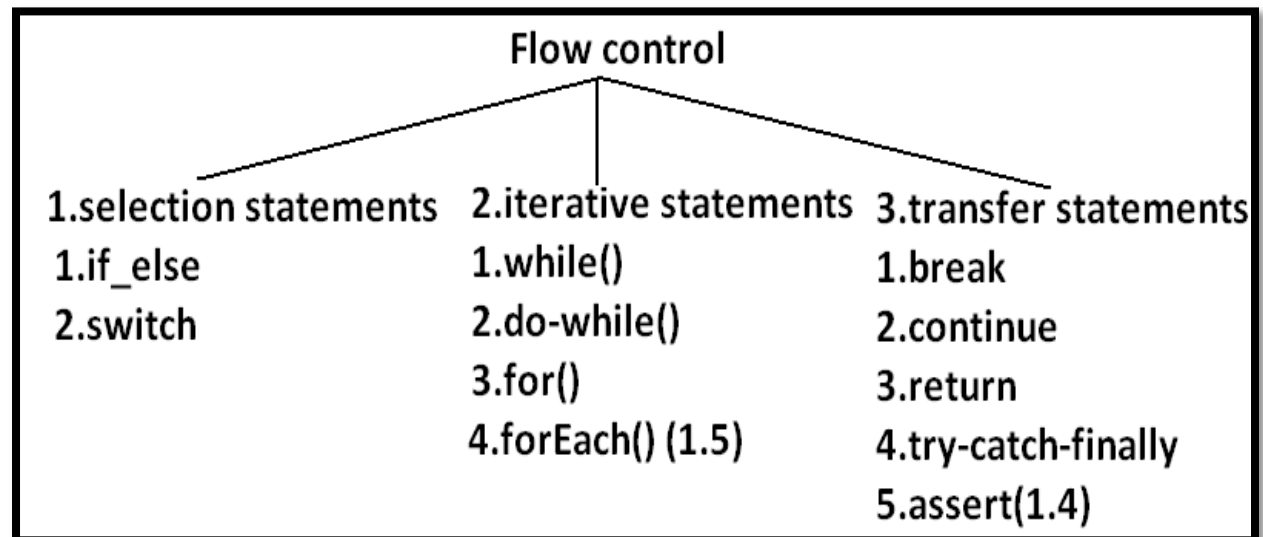 Flow control
1.selection statements
1.if_else
2.switch
2.iterative statements
1.while()
2.do-while()
3.for()
4.forEach() (1.5)
3.transfer statements
1.break
2.continue
3.return
4.try-catch-finally
5.assert(1.4)